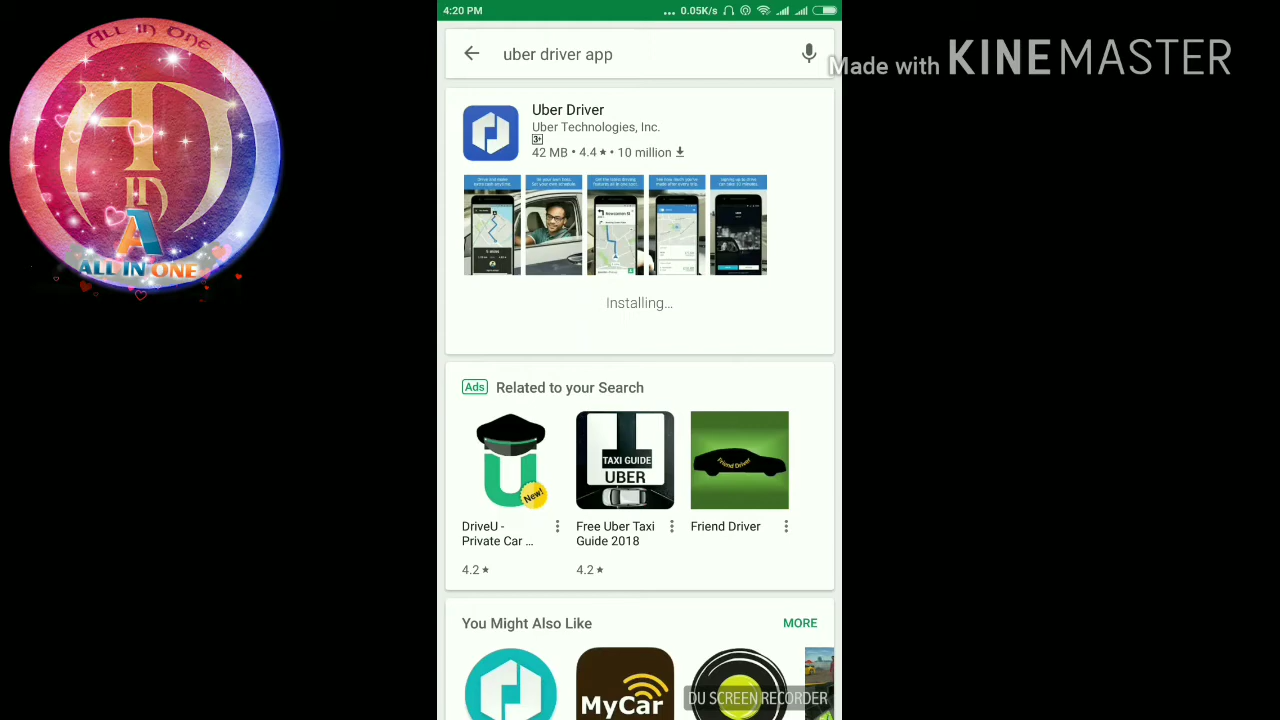 ALL IN ONE
A
IN
A
ALL IN ONE
4:20 PM
... 0.05K/s
uber driver app
Made with KINEMASTER
Uber Driver
Uber Technologies, Inc.
3+
42 MB • 4.4 ★ • 10 million
Installing...
Ads Related to your Search
TAXI GUIDE
UBER
New!
Friend Driver
DriveU -
Private Car ...
4.2 ★
Free Uber Taxi
Guide 2018
4.2 ★
Friend Driver
You Might Also Like
MORE
MyCar
DU SCREEN RECORDER